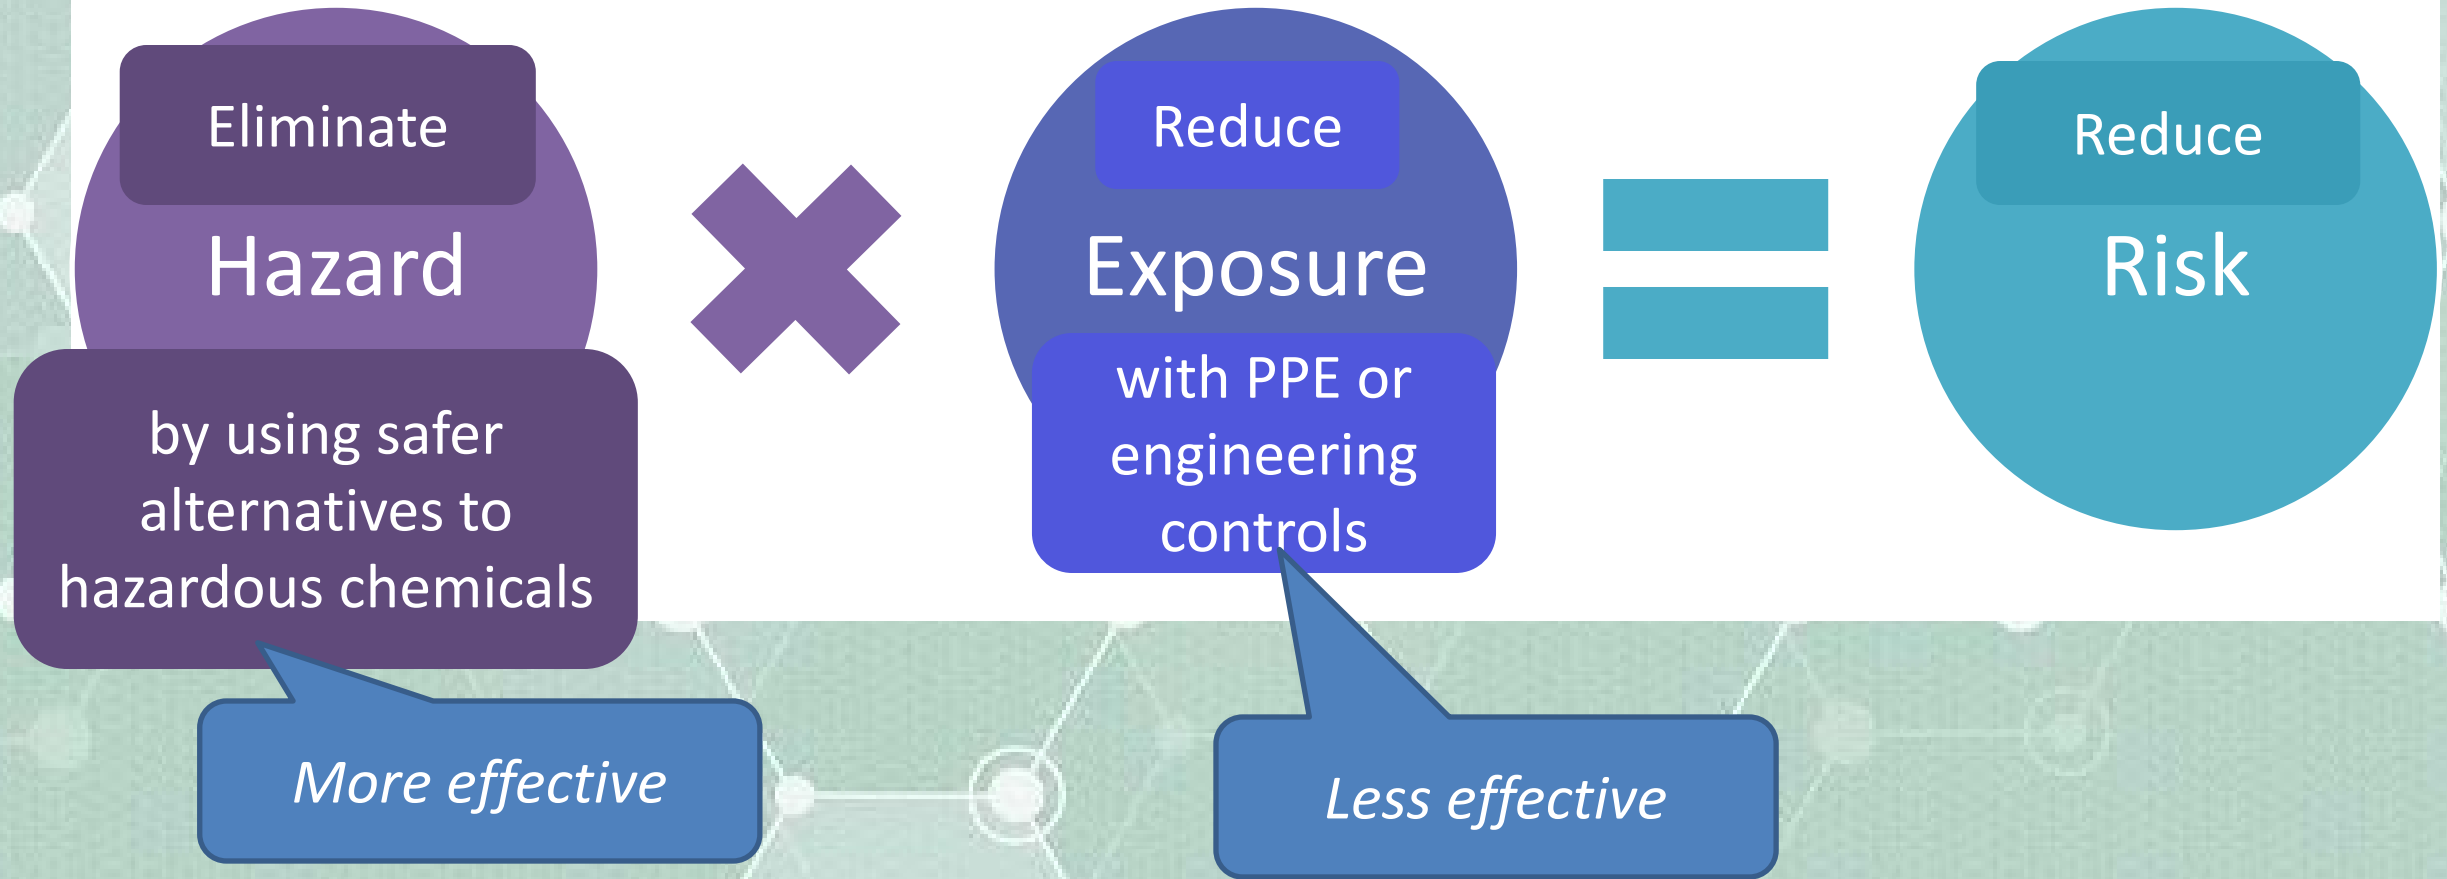 Eliminate
Hazard
by using safer
alternatives to
hazardous chemicals
More effective
Reduce
Exposure
with PPE or
engineering
controls
Less effective
Reduce
Risk